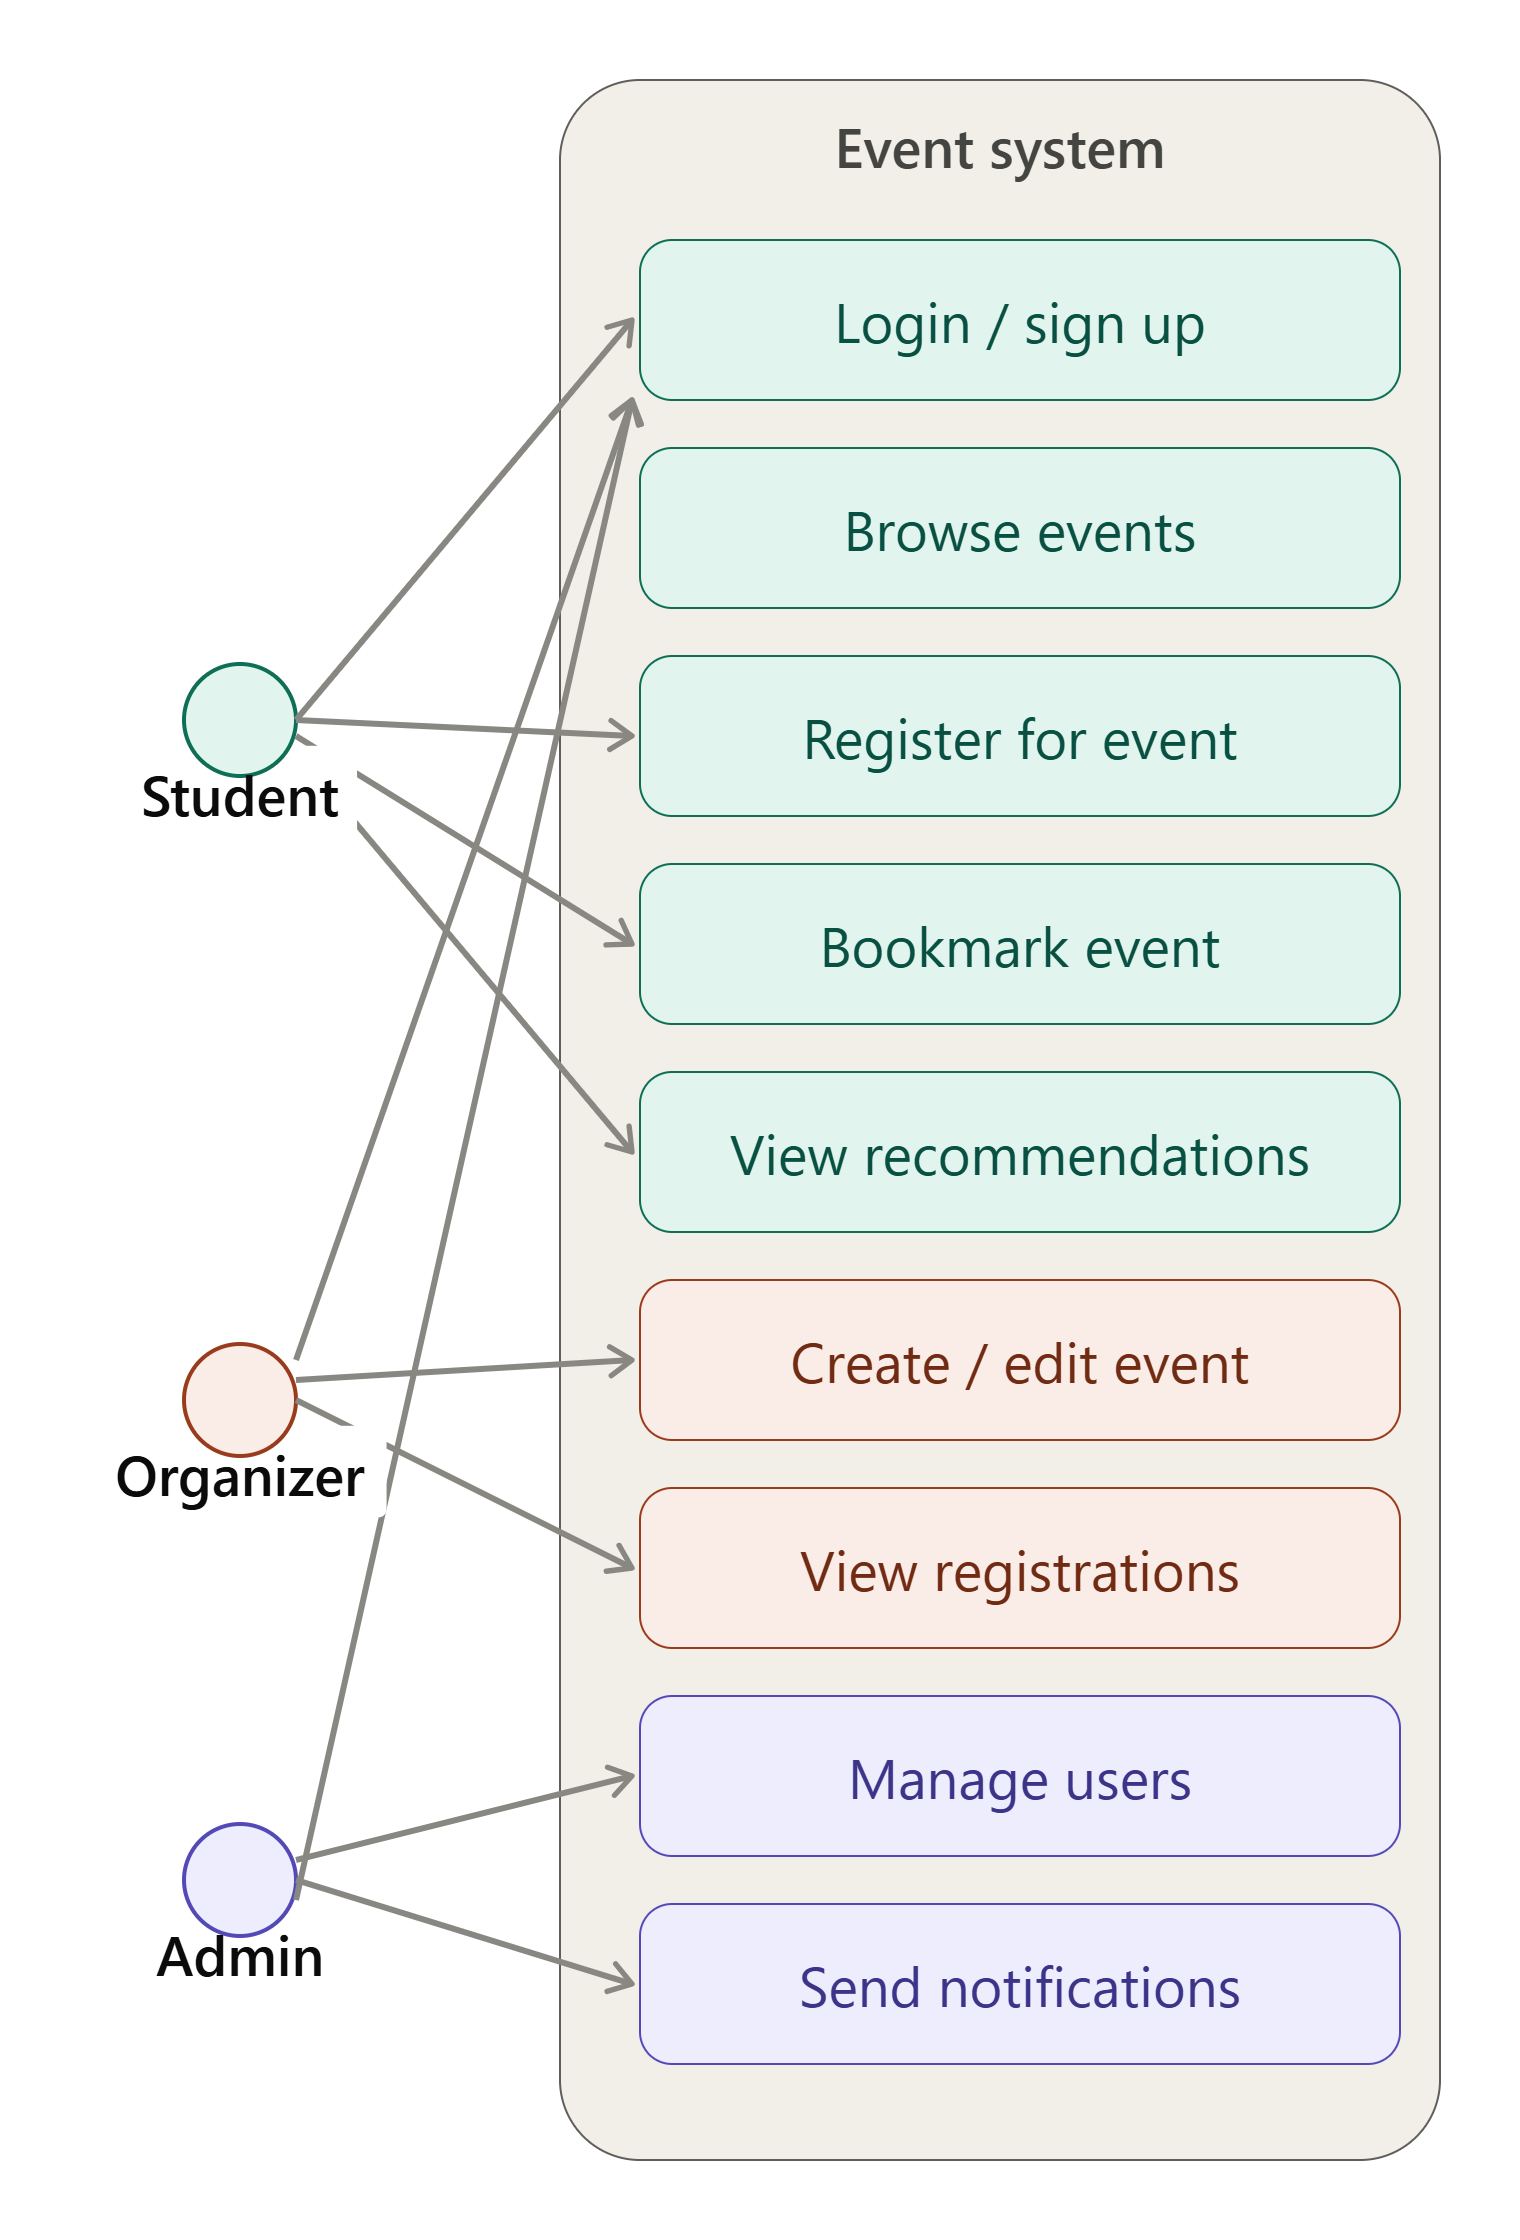 Event system
Login / sign up
Browse events
Register for event
Student
Bookmark event
View recommendations
Create / edit event
Organizer
View registrations
Manage users
Admin
Send notifications